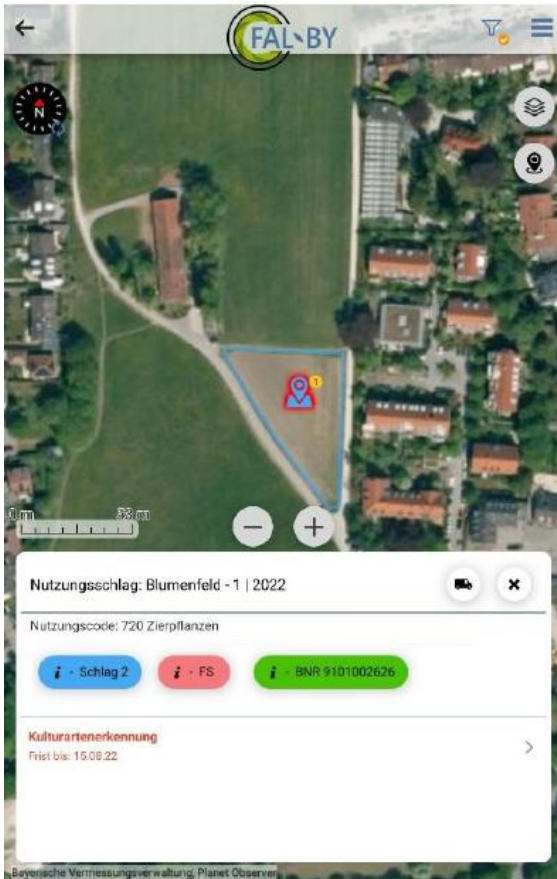 FAL-BY
N
1
0 m 33 m
Nutzungsschlag: Blumenfeld - 1 | 2022
Nutzungscode: 720 Zierpflanzen
i - Schlag 2 i - FS i - BNR 9101002626
Kulturartenerkennung
Frist bis: 15.08.22
Bayerische Vermessungsverwaltung, Planet Observer